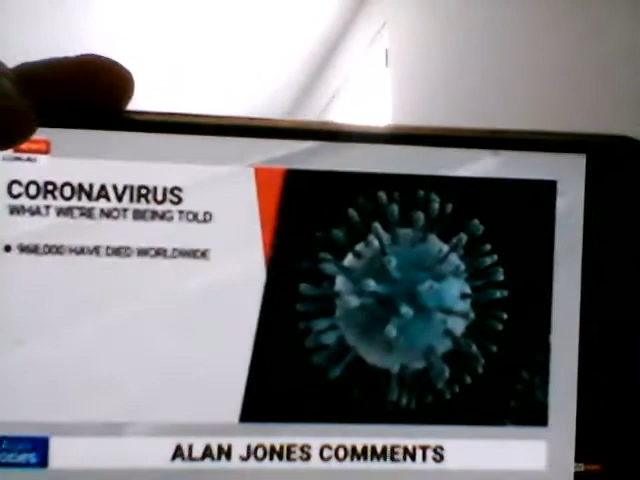 CORONAVIRUS
WHAT WE'RE NOT BEING TOLD
• 968,000 HAVE DIED WORLDWIDE
ALAN JONES COMMENTS